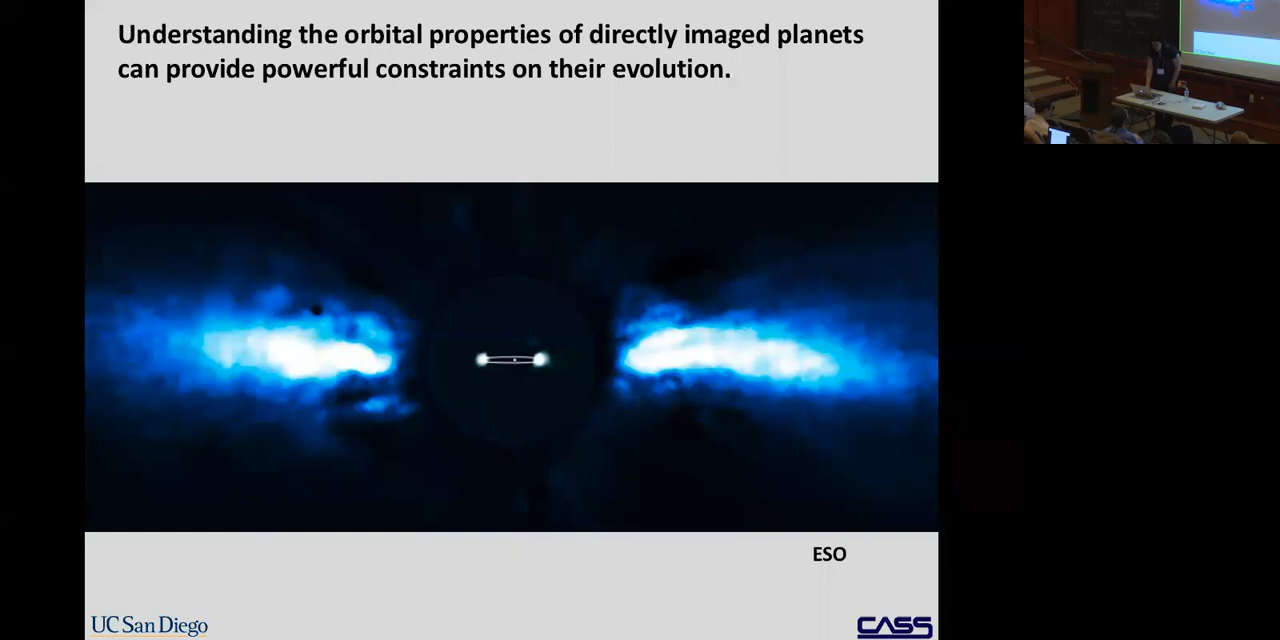 Understanding the orbital properties of directly imaged planets
can provide powerful constraints on their evolution.
ESO
UC San Diego
CASS